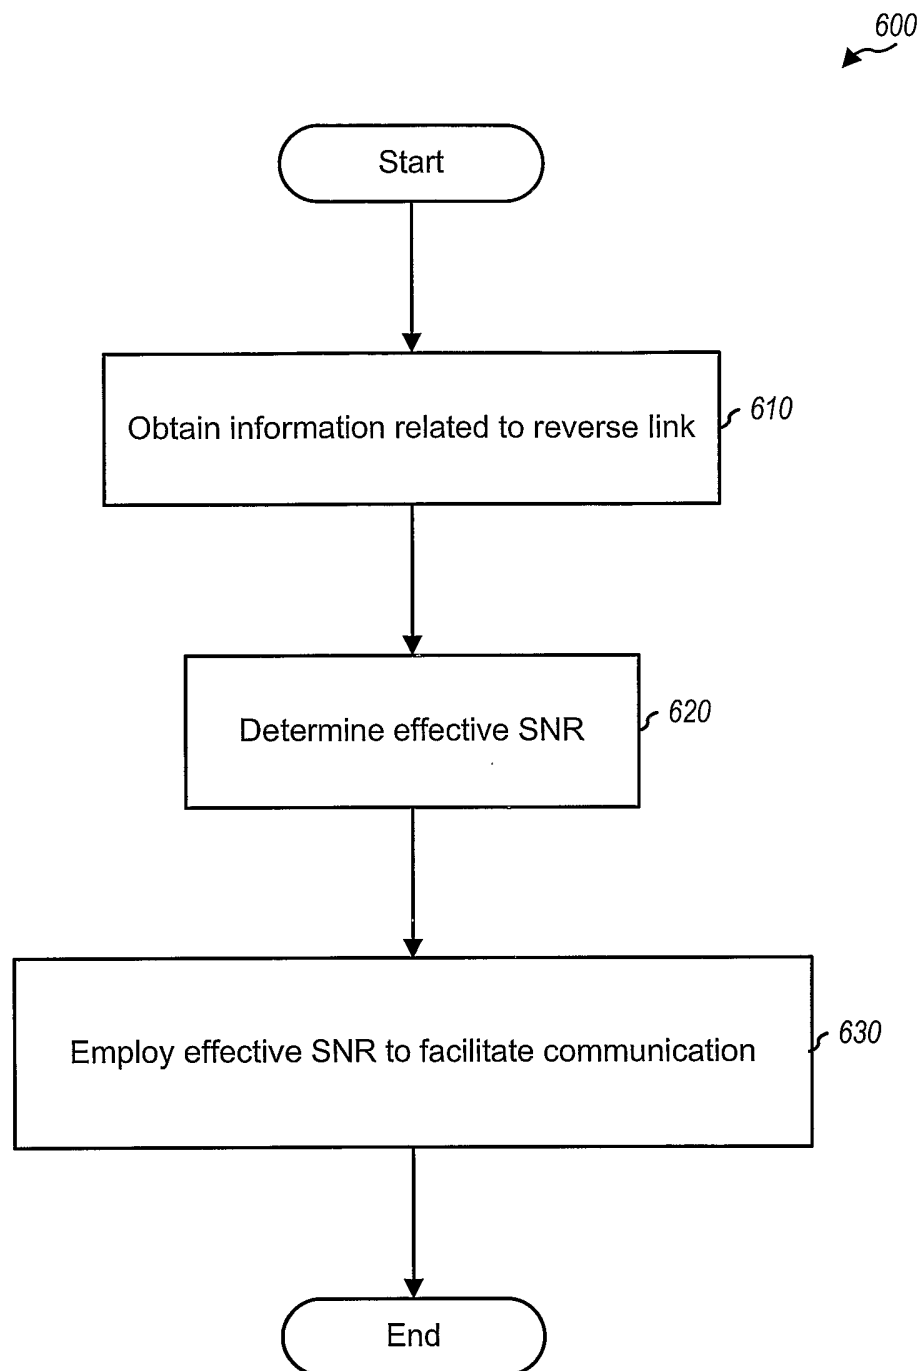 600
Start
Obtain information related to reverse link
610
Determine effective SNR
620
Employ effective SNR to facilitate communication
630
End